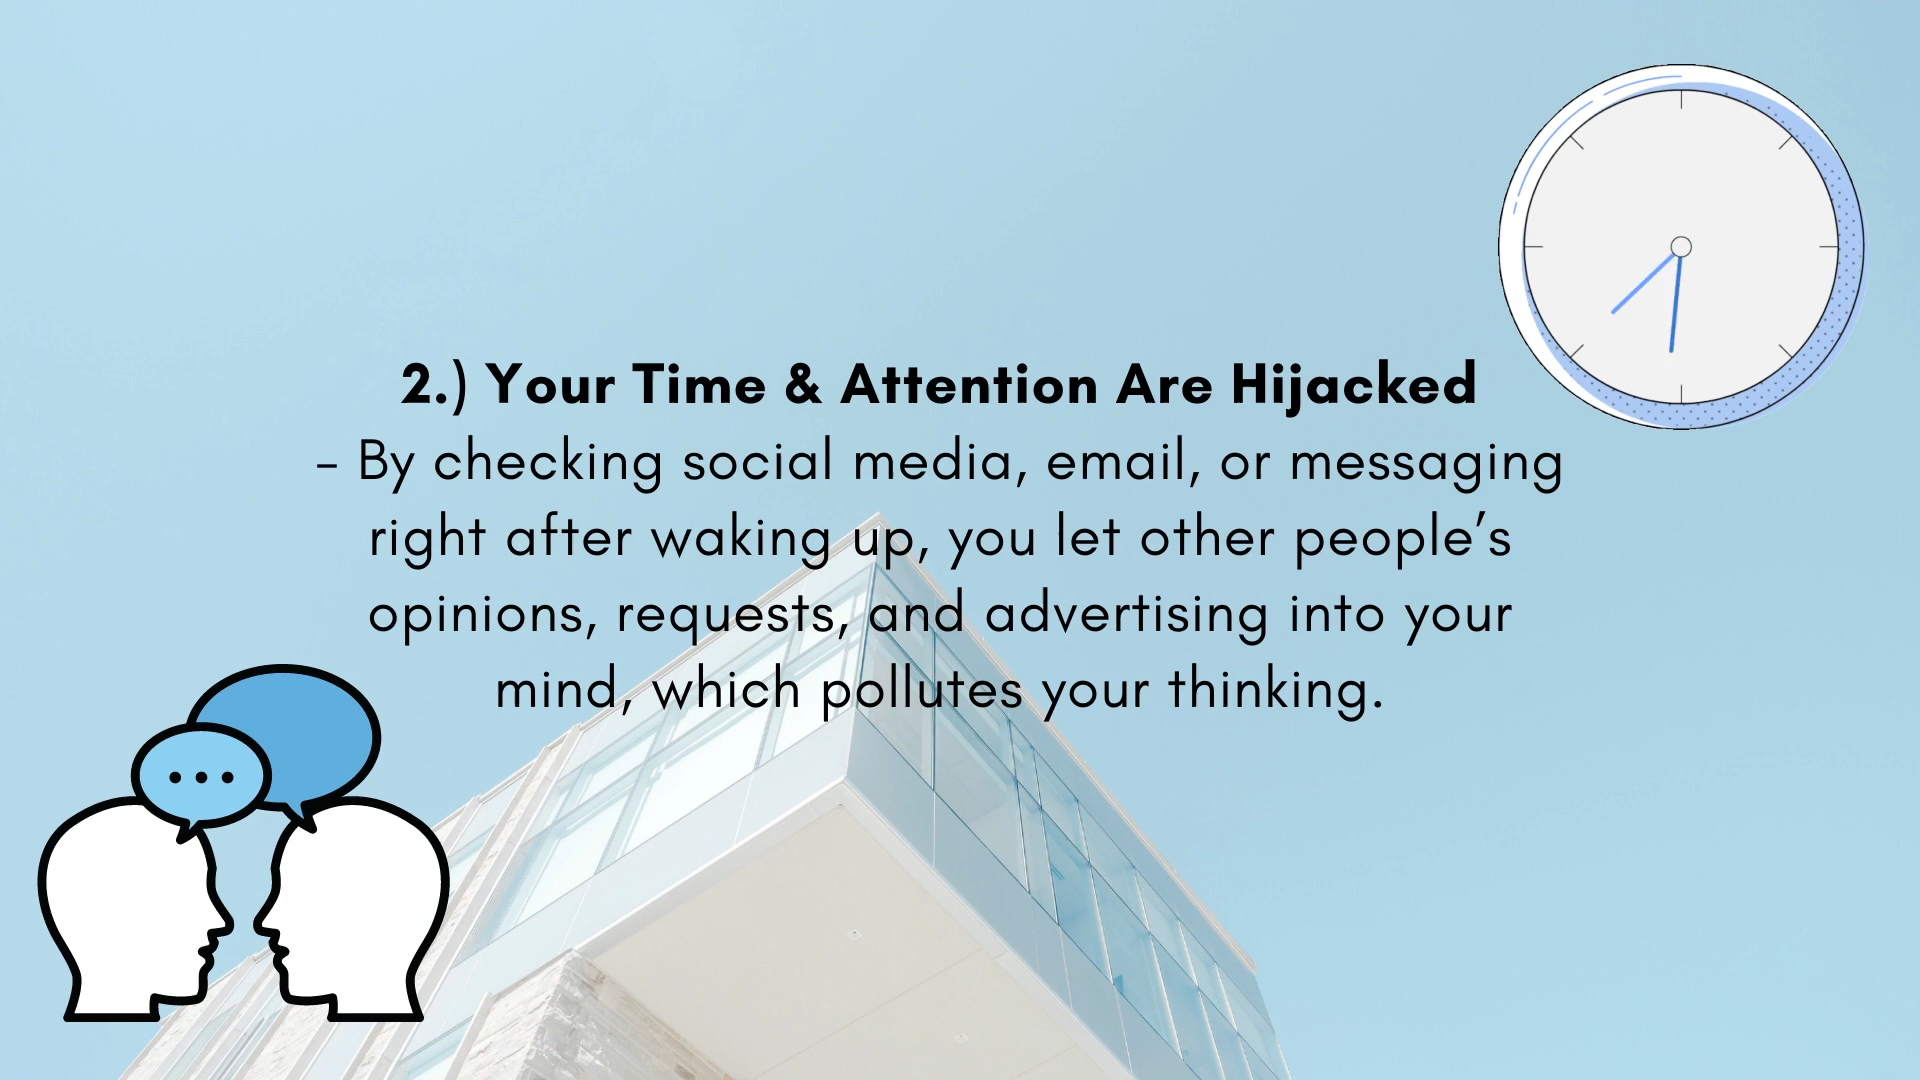 2.) Your Time & Attention Are Hijacked
– By checking social media, email, or messaging
right after waking up, you let other people’s
opinions, requests, and advertising into your
mind, which pollutes your thinking.